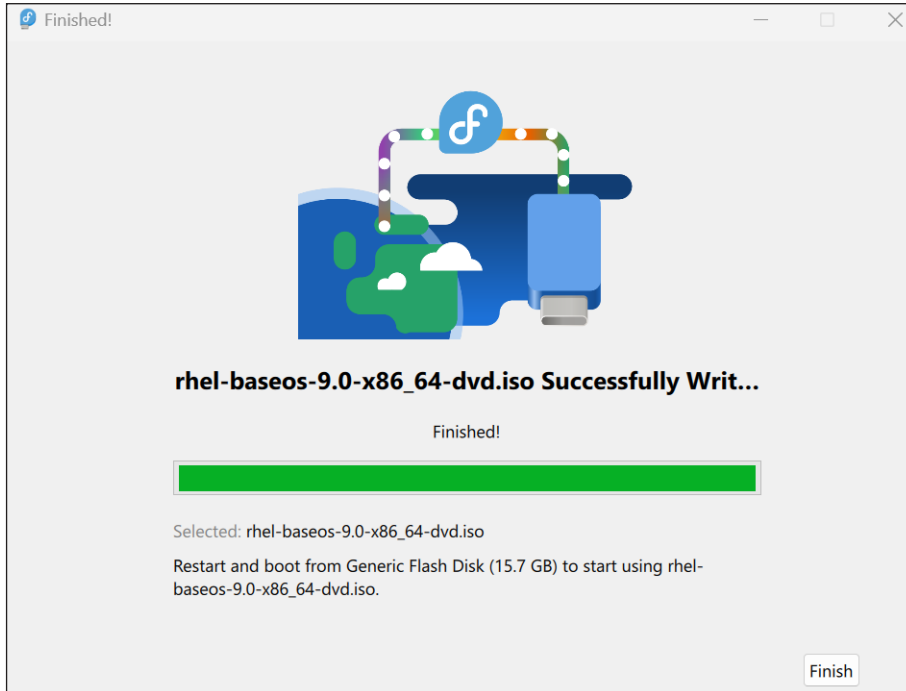 Finished!
rhel-baseos-9.0-x86_64-dvd.iso Successfully Writ...
Finished!
Selected: rhel-baseos-9.0-x86_64-dvd.iso
Restart and boot from Generic Flash Disk (15.7 GB) to start using rhel-
baseos-9.0-x86_64-dvd.iso.
Finish